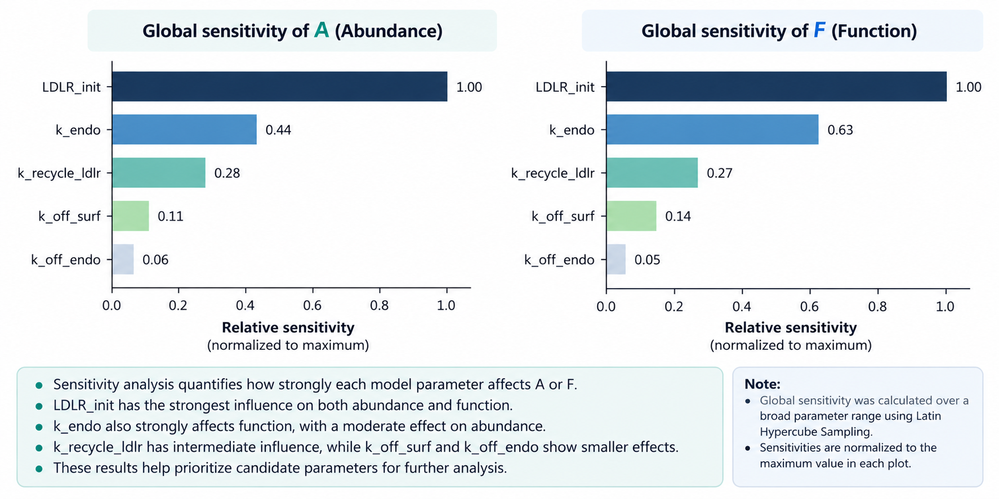 Global sensitivity of A (Abundance)
LDLR_init
1.00
k_endo
0.44
k_recycle_ldlr
0.28
k_off_surf
0.11
k_off_endo
0.06
0.0 0.2 0.4 0.6 0.8 1.0
Relative sensitivity
(normalized to maximum)
Global sensitivity of F (Function)
LDLR_init
1.00
k_endo
0.63
k_recycle_ldlr
0.27
k_off_surf
0.14
k_off_endo
0.05
0.0 0.2 0.4 0.6 0.8 1.0
Relative sensitivity
(normalized to maximum)
• Sensitivity analysis quantifies how strongly each model parameter affects A or F.
• LDLR_init has the strongest influence on both abundance and function.
• k_endo also strongly affects function, with a moderate effect on abundance.
• k_recycle_ldlr has intermediate influence, while k_off_surf and k_off_endo show smaller effects.
• These results help prioritize candidate parameters for further analysis.
Note:
• Global sensitivity was calculated over a
broad parameter range using Latin
Hypercube Sampling.
• Sensitivities are normalized to the
maximum value in each plot.